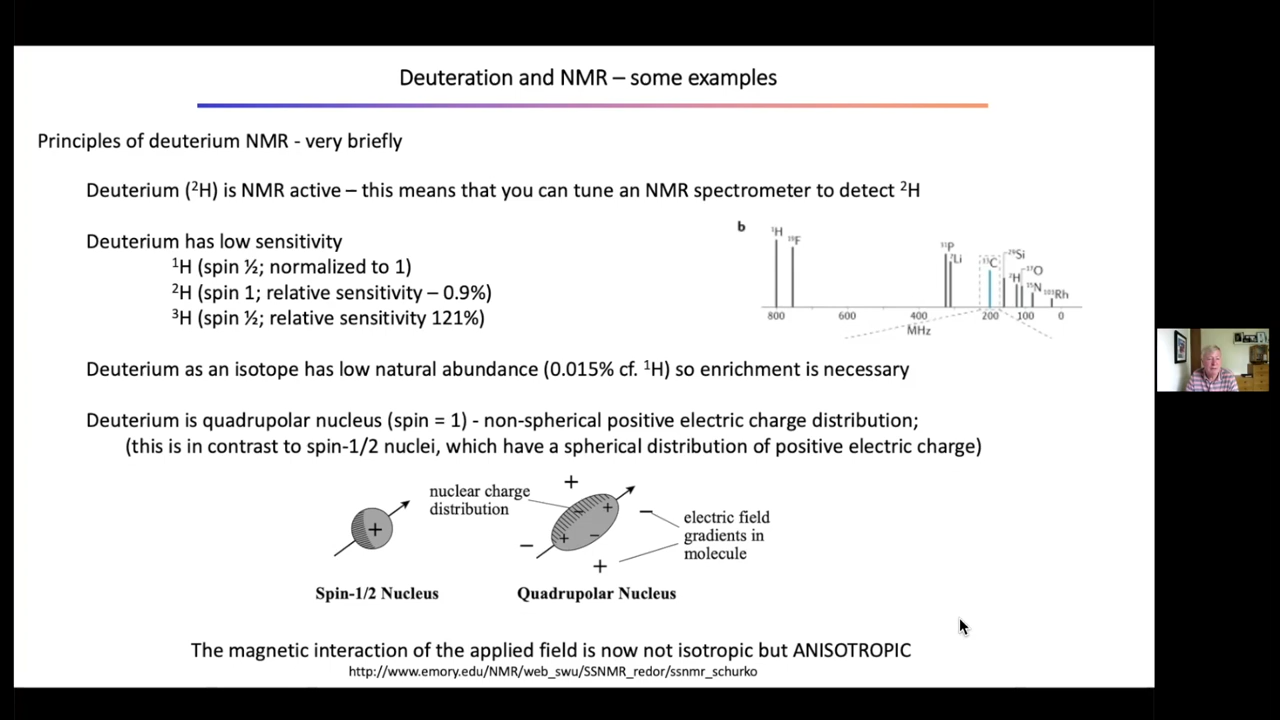 Deuteration and NMR – some examples
Principles of deuterium NMR - very briefly
Deuterium (²H) is NMR active – this means that you can tune an NMR spectrometer to detect ²H
Deuterium has low sensitivity
¹H (spin ½; normalized to 1)
²H (spin 1; relative sensitivity – 0.9%)
³H (spin ½; relative sensitivity 121%)
b
¹H
¹⁹F
³¹P
⁷Li
¹³C
²⁹Si
²H
¹⁷O
¹⁵N
¹⁰³Rh
800 600 400 200 100 0
MHz
Deuterium as an isotope has low natural abundance (0.015% cf. ¹H) so enrichment is necessary
Deuterium is quadrupolar nucleus (spin = 1) - non-spherical positive electric charge distribution;
(this is in contrast to spin-1/2 nuclei, which have a spherical distribution of positive electric charge)
nuclear charge
distribution
electric field
gradients in
molecule
Spin-1/2 Nucleus
Quadrupolar Nucleus
The magnetic interaction of the applied field is now not isotropic but ANISOTROPIC
http://www.emory.edu/NMR/web_swu/SSNMR_redor/ssnmr_schurko